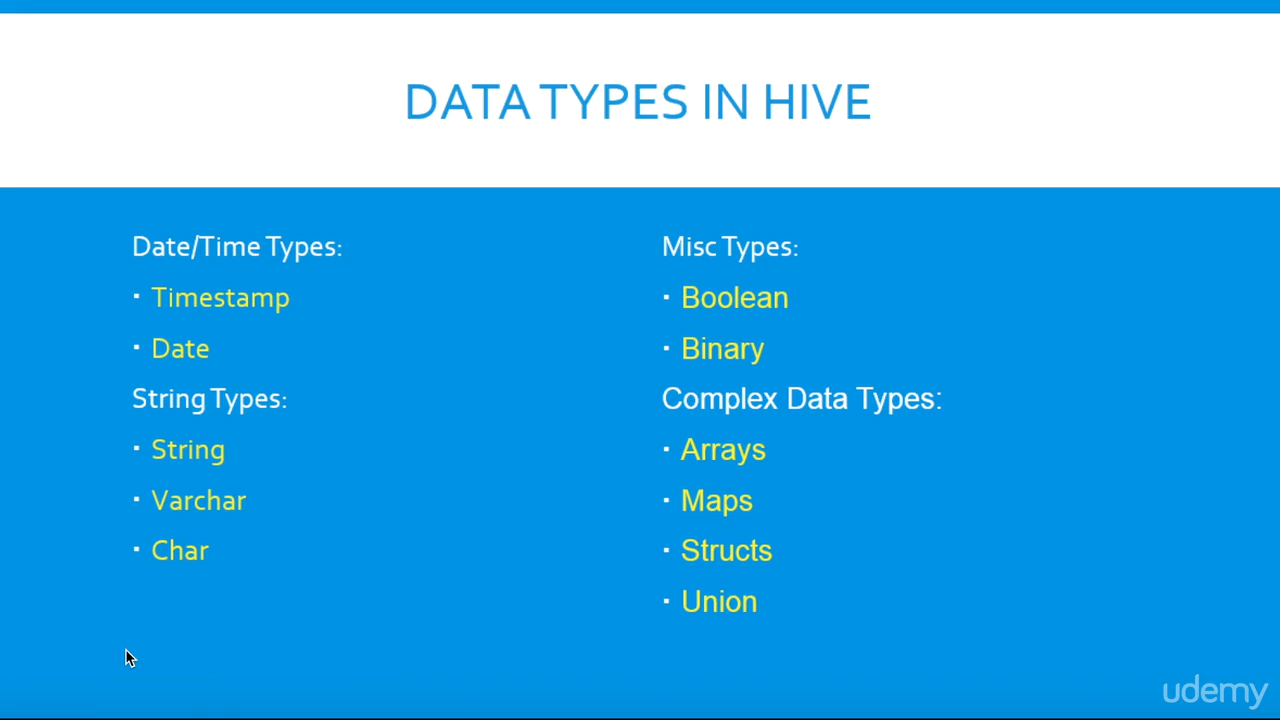 DATA TYPES IN HIVE
Date/Time Types:
▪ Timestamp
▪ Date
String Types:
▪ String
▪ Varchar
▪ Char
Misc Types:
▪ Boolean
▪ Binary
Complex Data Types:
▪ Arrays
▪ Maps
▪ Structs
▪ Union
udemy